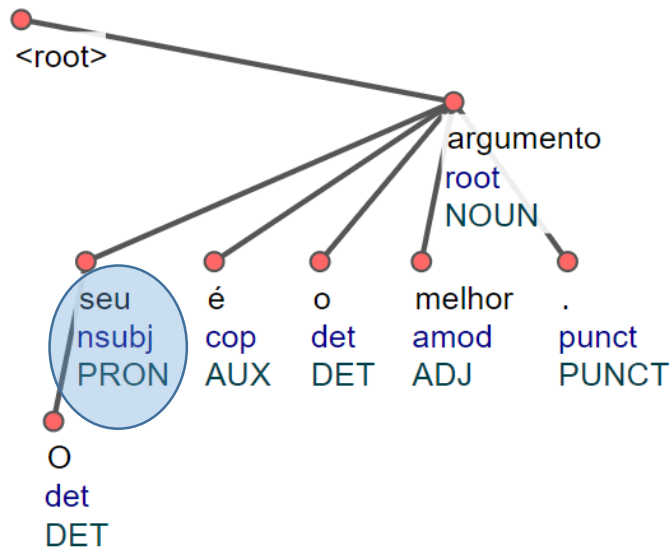 <root>
argumento
root
NOUN
seu é o melhor .
nsubj cop det amod punct
PRON AUX DET ADJ PUNCT
O
det
DET